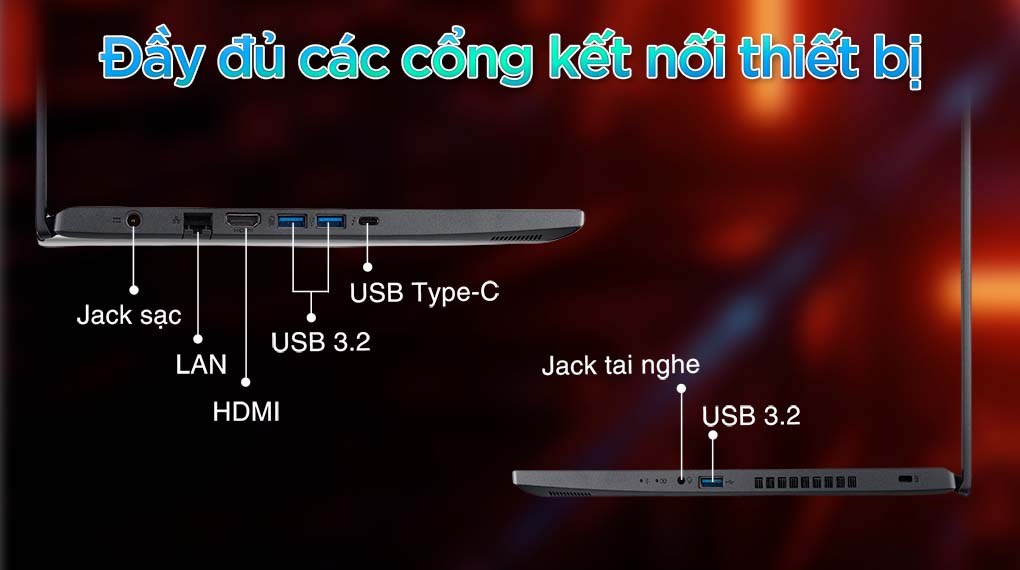 Đầy đủ các cổng kết nối thiết bị
Jack sạc
LAN
HDMI
USB 3.2
USB Type-C
Jack tai nghe
USB 3.2